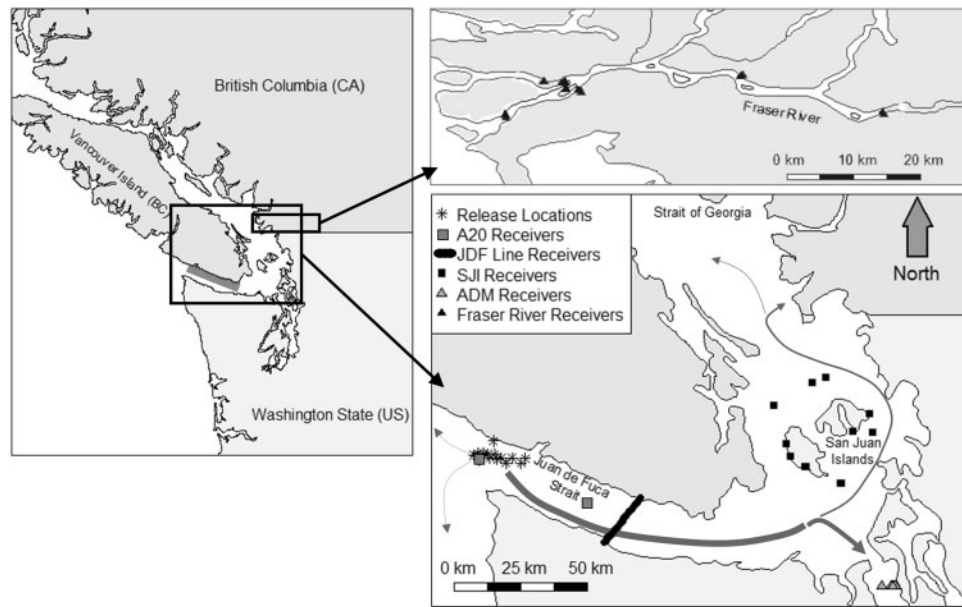 British Columbia (CA)
Vancouver Island (BC)
Washington State (US)
Fraser River
0 km 10 km 20 km
Release Locations
A20 Receivers
JDF Line Receivers
SJI Receivers
ADM Receivers
Fraser River Receivers
Strait of Georgia
North
San Juan
Islands
Juan de Fuca
Strait
0 km 25 km 50 km